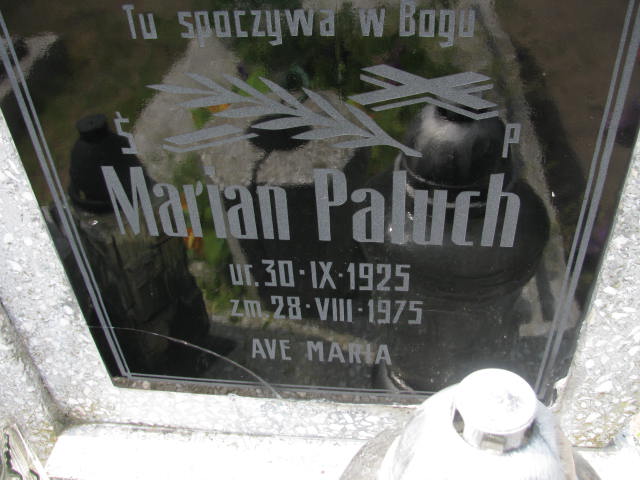 Tu spoczywa w Bogu
Ś P
Marian Paluch
ur. 30·IX·1925
zm. 28·VIII·1975
AVE MARIA